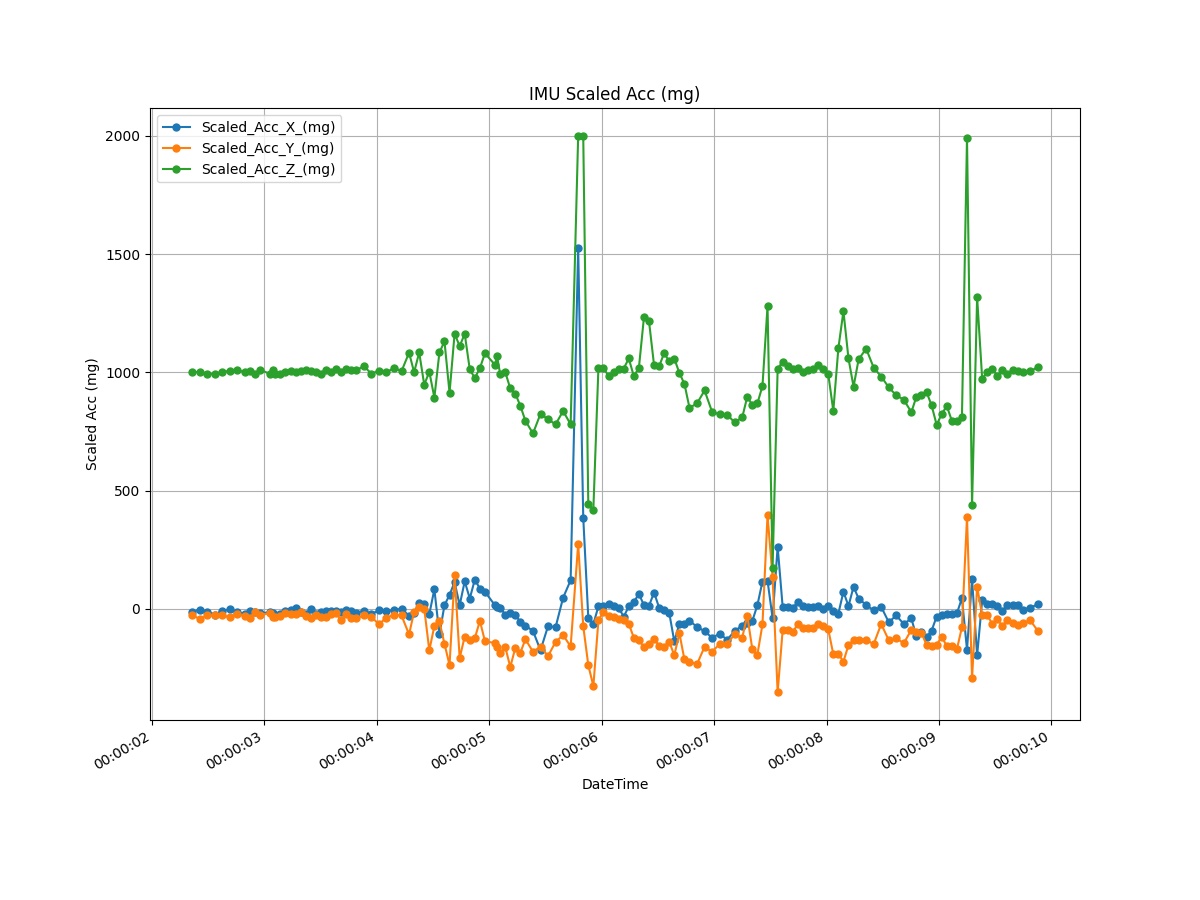 IMU Scaled Acc (mg)
Scaled_Acc_X_(mg)
Scaled_Acc_Y_(mg)
Scaled_Acc_Z_(mg)
2000
1500
1000
500
0
Scaled Acc (mg)
00:00:02
00:00:03
00:00:04
00:00:05
00:00:06
00:00:07
00:00:08
00:00:09
00:00:10
DateTime